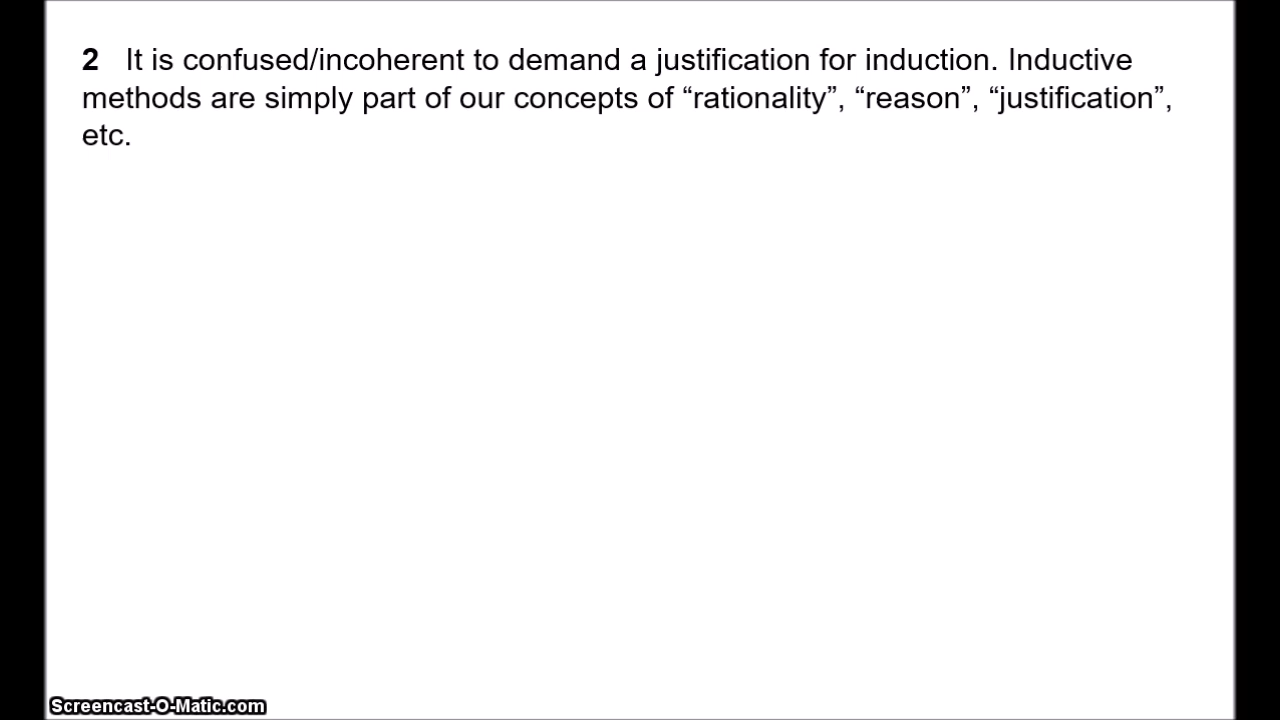 2 It is confused/incoherent to demand a justification for induction. Inductive
methods are simply part of our concepts of “rationality”, “reason”, “justification”,
etc.
Screencast-O-Matic.com